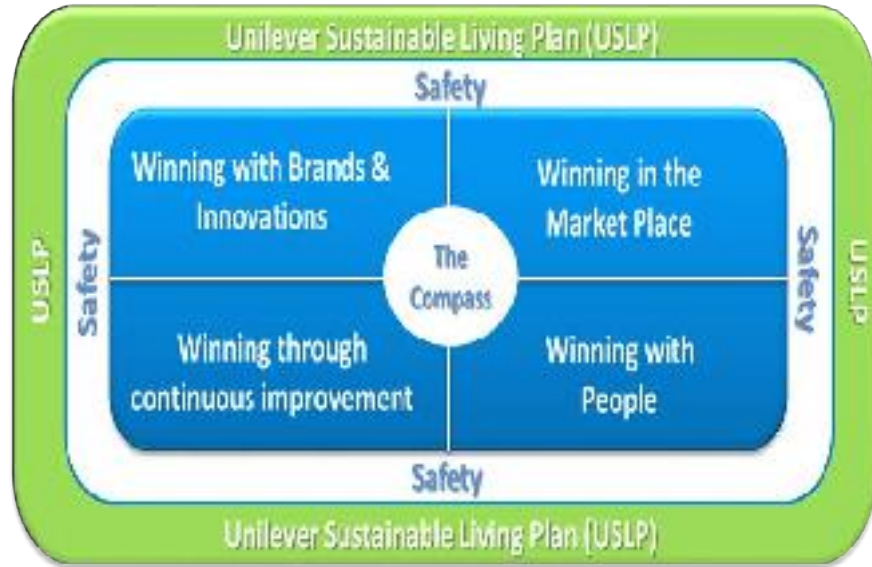 Unilever Sustainable Living Plan (USLP)
Safety
Winning with Brands &
Innovations
Winning in the
Market Place
USLP
Safety
The
Compass
Safety
USLP
Winning through
continuous improvement
Winning with
People
Safety
Unilever Sustainable Living Plan (USLP)